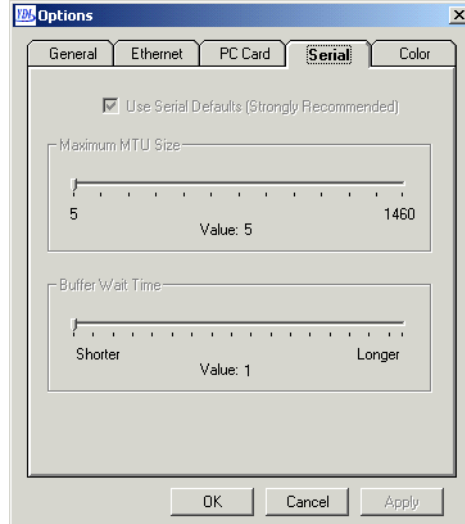 VDL Options
General Ethernet PC Card Serial Color
Use Serial Defaults (Strongly Recommended)
Maximum MTU Size
5 1460
Value: 5
Buffer Wait Time
Shorter Longer
Value: 1
OK Cancel Apply